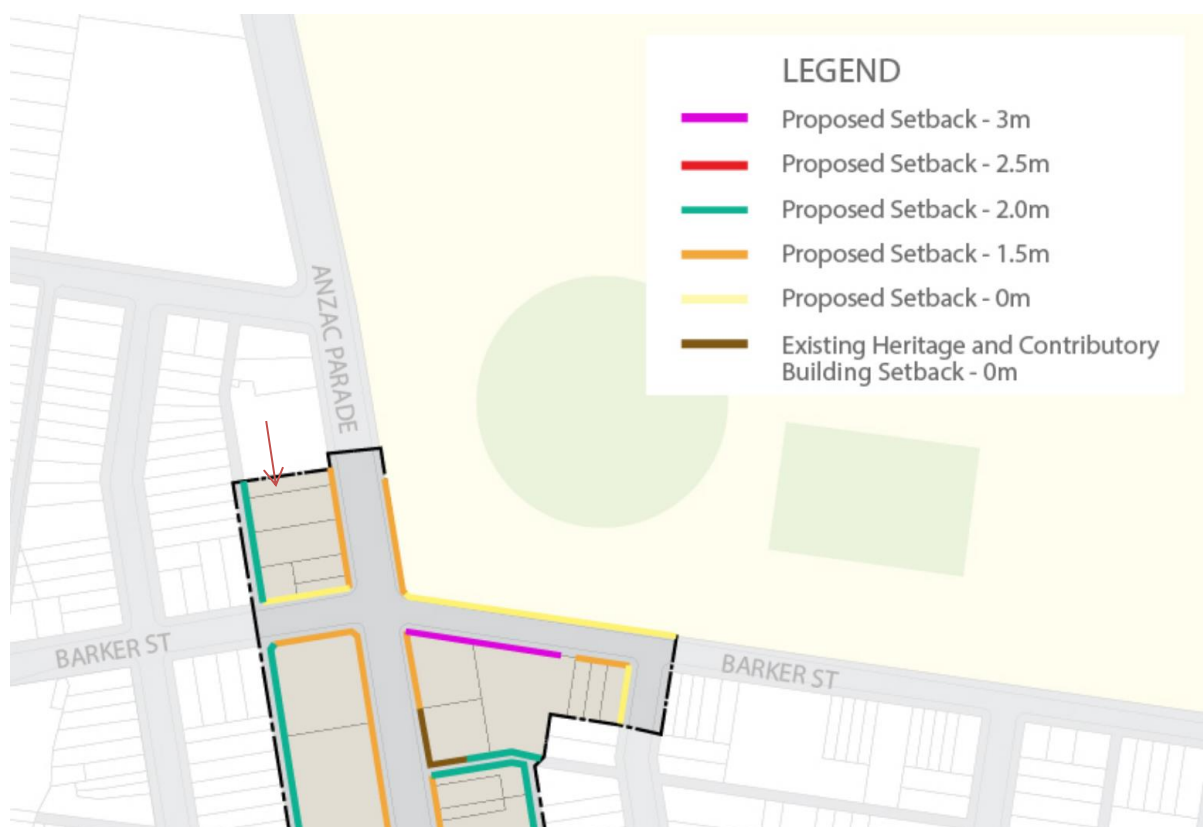 LEGEND
Proposed Setback - 3m
Proposed Setback - 2.5m
Proposed Setback - 2.0m
Proposed Setback - 1.5m
Proposed Setback - 0m
Existing Heritage and Contributory
Building Setback - 0m
ANZAC PARADE
BARKER ST
BARKER ST